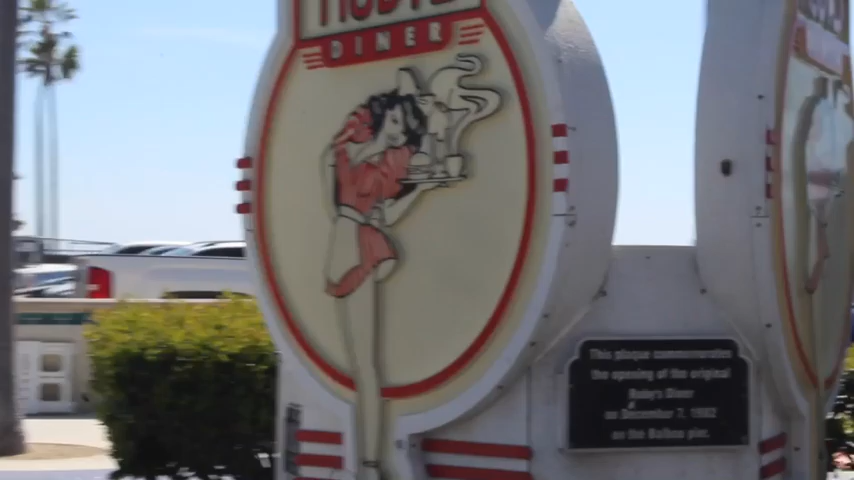 DINER
This plaque commemorates
the opening of the original
Ruby's Diner
on December 7, 1982
on the Balboa pier.